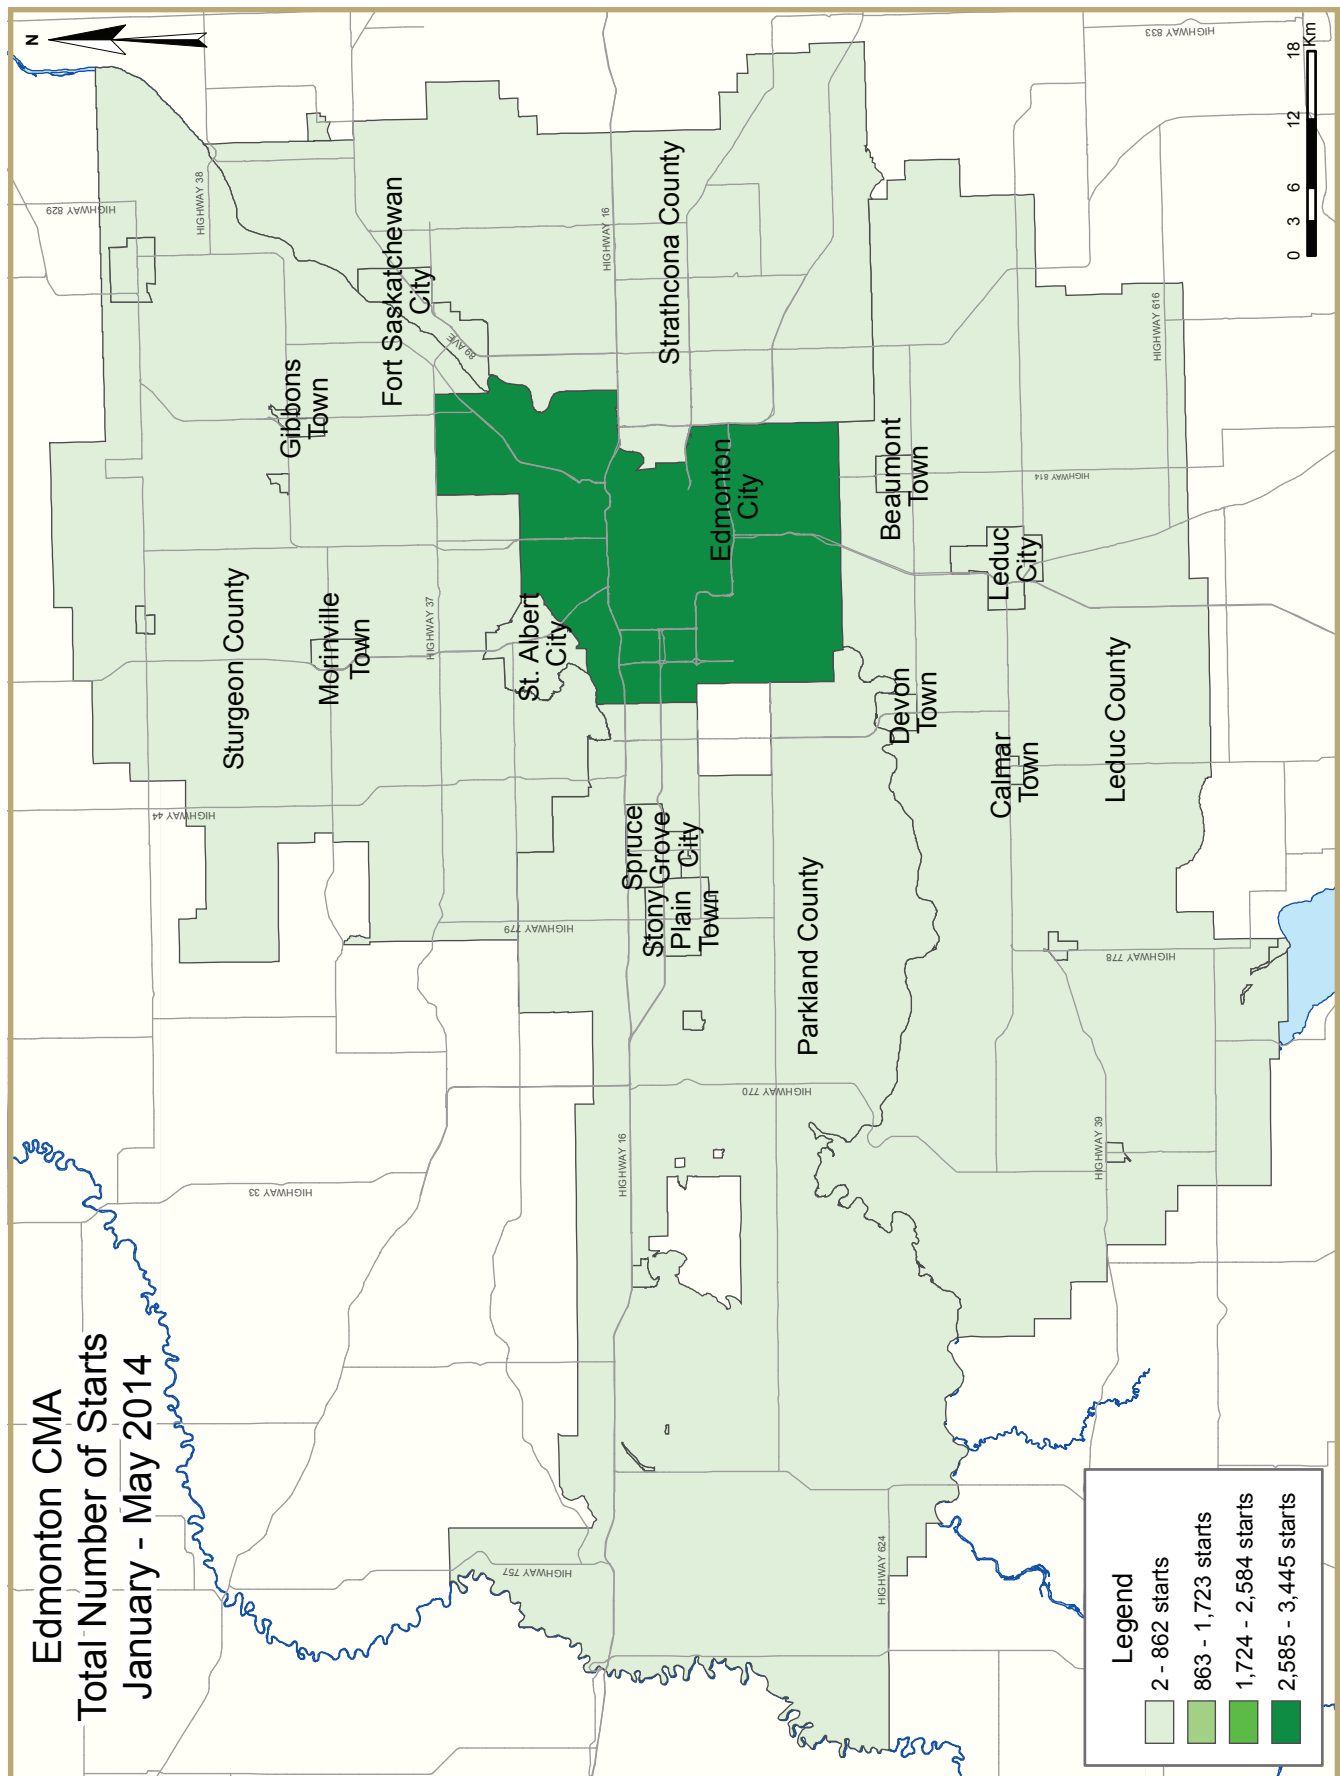 Edmonton CMA
Total Number of Starts
January - May 2014
N
HIGHWAY 829
HIGHWAY 38
HIGHWAY 833
Fort Saskatchewan
City
89 AVE
HIGHWAY 16
Strathcona County
Gibbons
Town
Sturgeon County
Morinville
Town
HIGHWAY 37
HIGHWAY 44
St. Albert
City
Edmonton
City
Beaumont
Town
HIGHWAY 814
HIGHWAY 616
Leduc
City
Devon
Town
Calmar
Town
Leduc County
Spruce
Grove
City
Stony
Plain
Town
HIGHWAY 779
Parkland County
HIGHWAY 778
HIGHWAY 770
HIGHWAY 39
HIGHWAY 16
HIGHWAY 33
HIGHWAY 757
HIGHWAY 624
0 3 6 12 18
Km
Legend
2 - 862 starts
863 - 1,723 starts
1,724 - 2,584 starts
2,585 - 3,445 starts